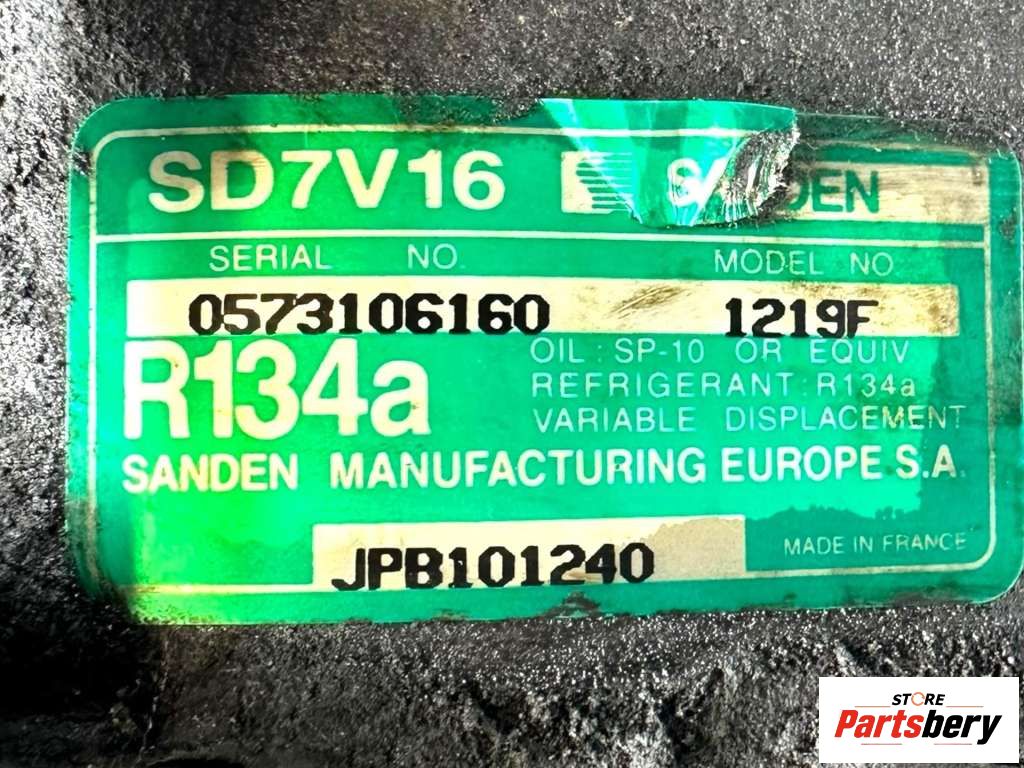 SD7V16 SANDEN
SERIAL NO. MODEL NO
0573106160 1219F
R134a
OIL : SP-10 OR EQUIV
REFRIGERANT : R134a
VARIABLE DISPLACEMENT
SANDEN MANUFACTURING EUROPE S.A.
JPB101240
MADE IN FRANCE
STORE
Partsbery